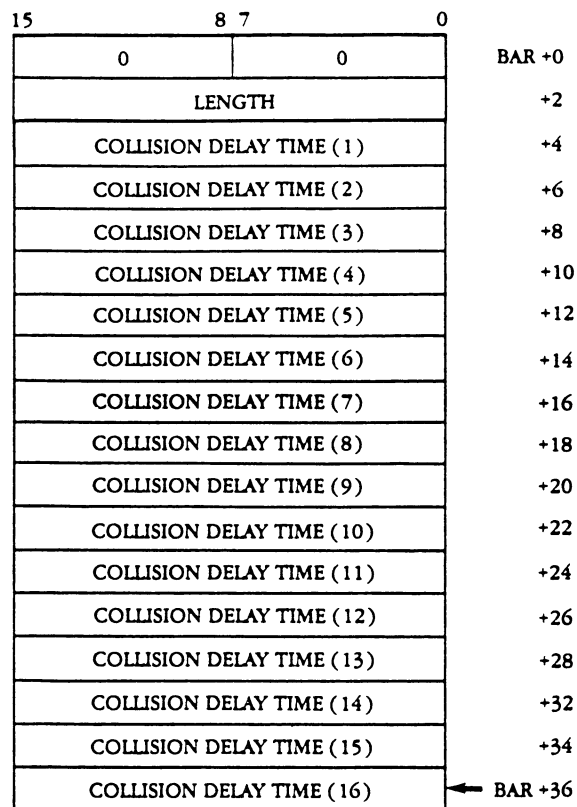 15 8 7 0
0 0 BAR +0
LENGTH +2
COLLISION DELAY TIME (1) +4
COLLISION DELAY TIME (2) +6
COLLISION DELAY TIME (3) +8
COLLISION DELAY TIME (4) +10
COLLISION DELAY TIME (5) +12
COLLISION DELAY TIME (6) +14
COLLISION DELAY TIME (7) +16
COLLISION DELAY TIME (8) +18
COLLISION DELAY TIME (9) +20
COLLISION DELAY TIME (10) +22
COLLISION DELAY TIME (11) +24
COLLISION DELAY TIME (12) +26
COLLISION DELAY TIME (13) +28
COLLISION DELAY TIME (14) +32
COLLISION DELAY TIME (15) +34
COLLISION DELAY TIME (16) BAR +36